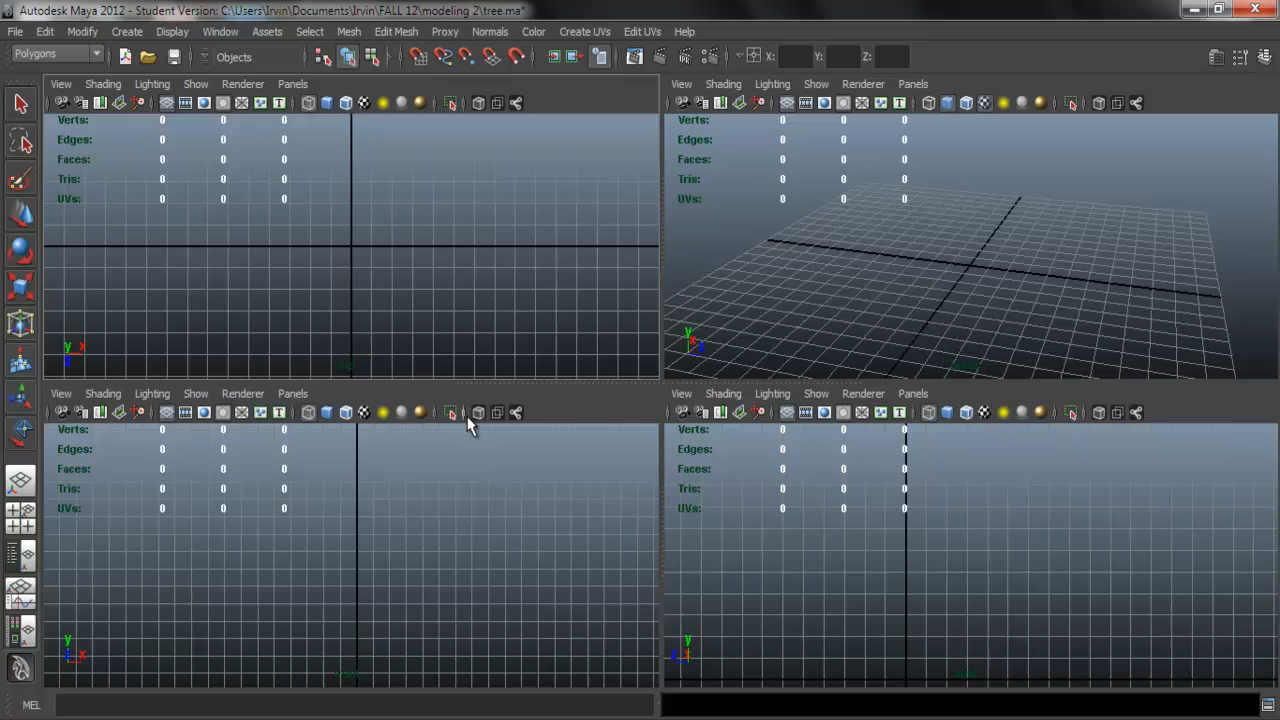 Autodesk Maya 2012 - Student Version: C:\Users\Irvin\Documents\Irvin\FALL 12\modeling 2\tree.ma*
File Edit Modify Create Display Window Assets Select Mesh Edit Mesh Proxy Normals Color Create UVs Edit UVs Help
Polygons Objects X: Y: Z:
View Shading Lighting Show Renderer Panels
View Shading Lighting Show Renderer Panels
Verts: 0 0 0
Edges: 0 0 0
Faces: 0 0 0
Tris: 0 0 0
UVs: 0 0 0
y x
z
Verts: 0 0 0
Edges: 0 0 0
Faces: 0 0 0
Tris: 0 0 0
UVs: 0 0 0
y
x
View Shading Lighting Show Renderer Panels
View Shading Lighting Show Renderer Panels
Verts: 0 0 0
Edges: 0 0 0
Faces: 0 0 0
Tris: 0 0 0
UVs: 0 0 0
y
x
Verts: 0 0 0
Edges: 0 0 0
Faces: 0 0 0
Tris: 0 0 0
UVs: 0 0 0
y
MEL